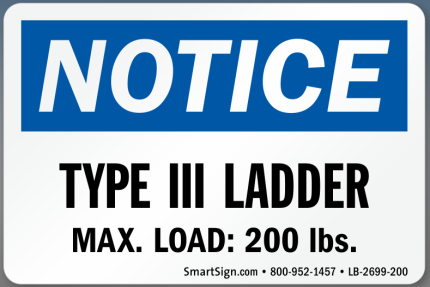 NOTICE
TYPE III LADDER
MAX. LOAD: 200 lbs.
SmartSign.com • 800-952-1457 • LB-2699-200